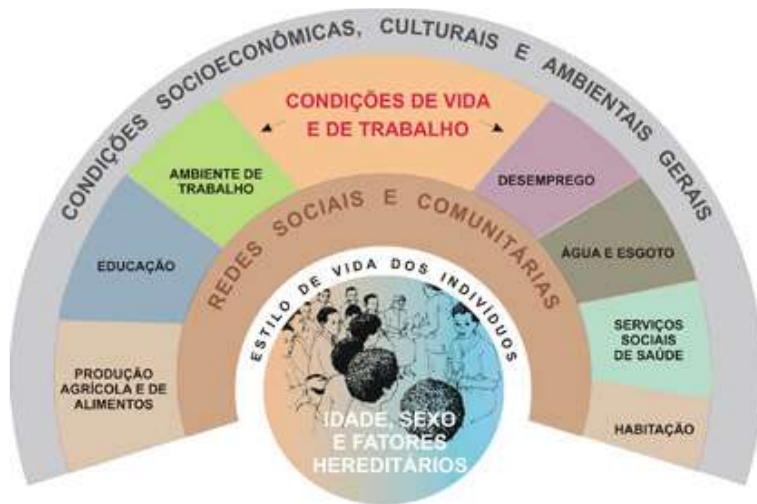 CONDIÇÕES SOCIOECONÔMICAS, CULTURAIS E AMBIENTAIS GERAIS
CONDIÇÕES DE VIDA
E DE TRABALHO
AMBIENTE DE
TRABALHO
DESEMPREGO
EDUCAÇÃO
ÁGUA E ESGOTO
PRODUÇÃO
AGRÍCOLA E DE
ALIMENTOS
SERVIÇOS
SOCIAIS
DE SAÚDE
HABITAÇÃO
REDES SOCIAIS E COMUNITÁRIAS
ESTILO DE VIDA DOS INDIVÍDUOS
IDADE, SEXO
E FATORES
HEREDITÁRIOS